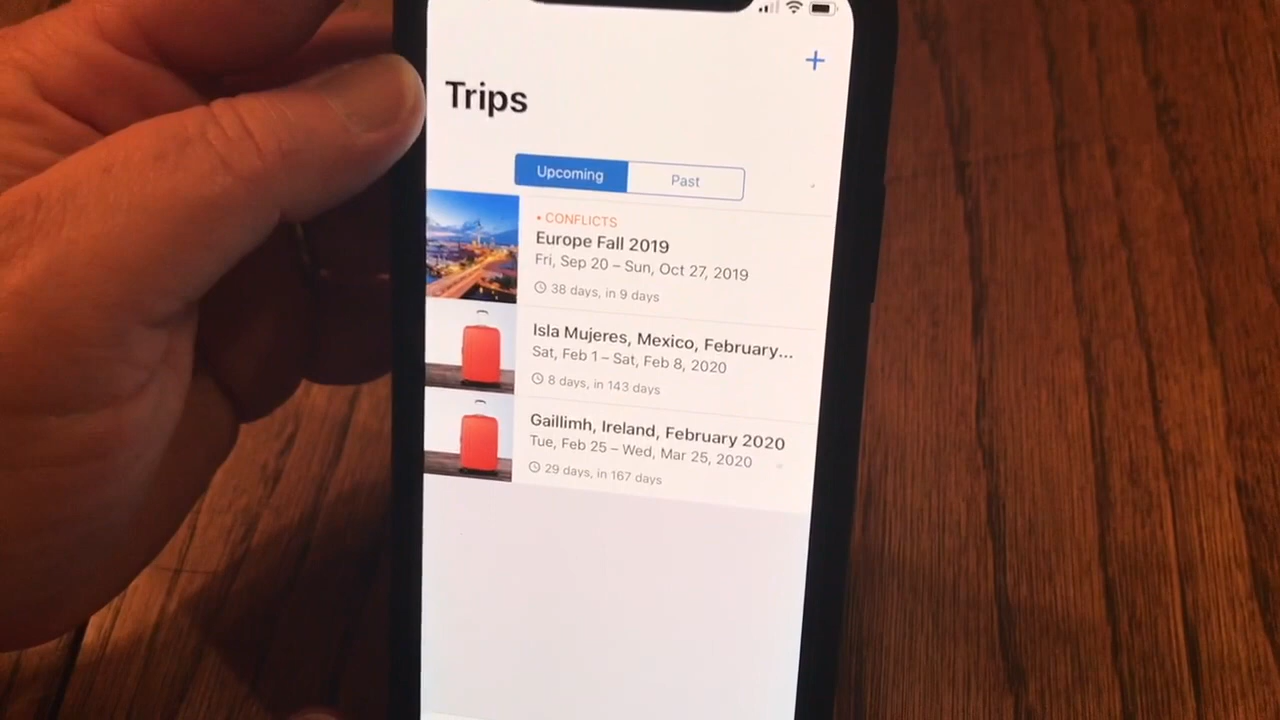 Trips
Upcoming
Past
• CONFLICTS
Europe Fall 2019
Fri, Sep 20 – Sun, Oct 27, 2019
38 days, in 9 days
Isla Mujeres, Mexico, February...
Sat, Feb 1 – Sat, Feb 8, 2020
8 days, in 143 days
Gaillimh, Ireland, February 2020
Tue, Feb 25 – Wed, Mar 25, 2020
29 days, in 167 days